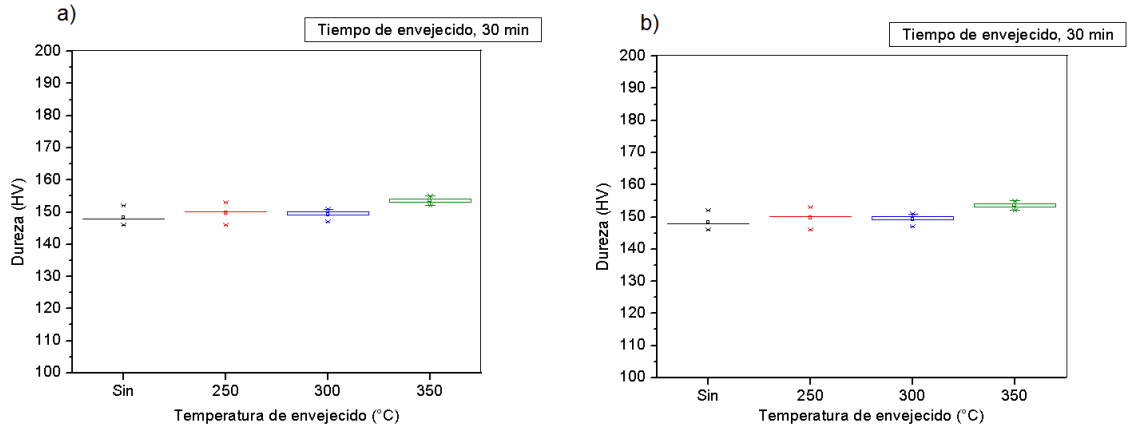 a)
Tiempo de envejecido, 30 min
200
190
180
170
160
150
140
130
120
110
100
Dureza (HV)
Sin 250 300 350
Temperatura de envejecido (°C)
b)
Tiempo de envejecido, 30 min
200
190
180
170
160
150
140
130
120
110
100
Dureza (HV)
Sin 250 300 350
Temperatura de envejecido (°C)